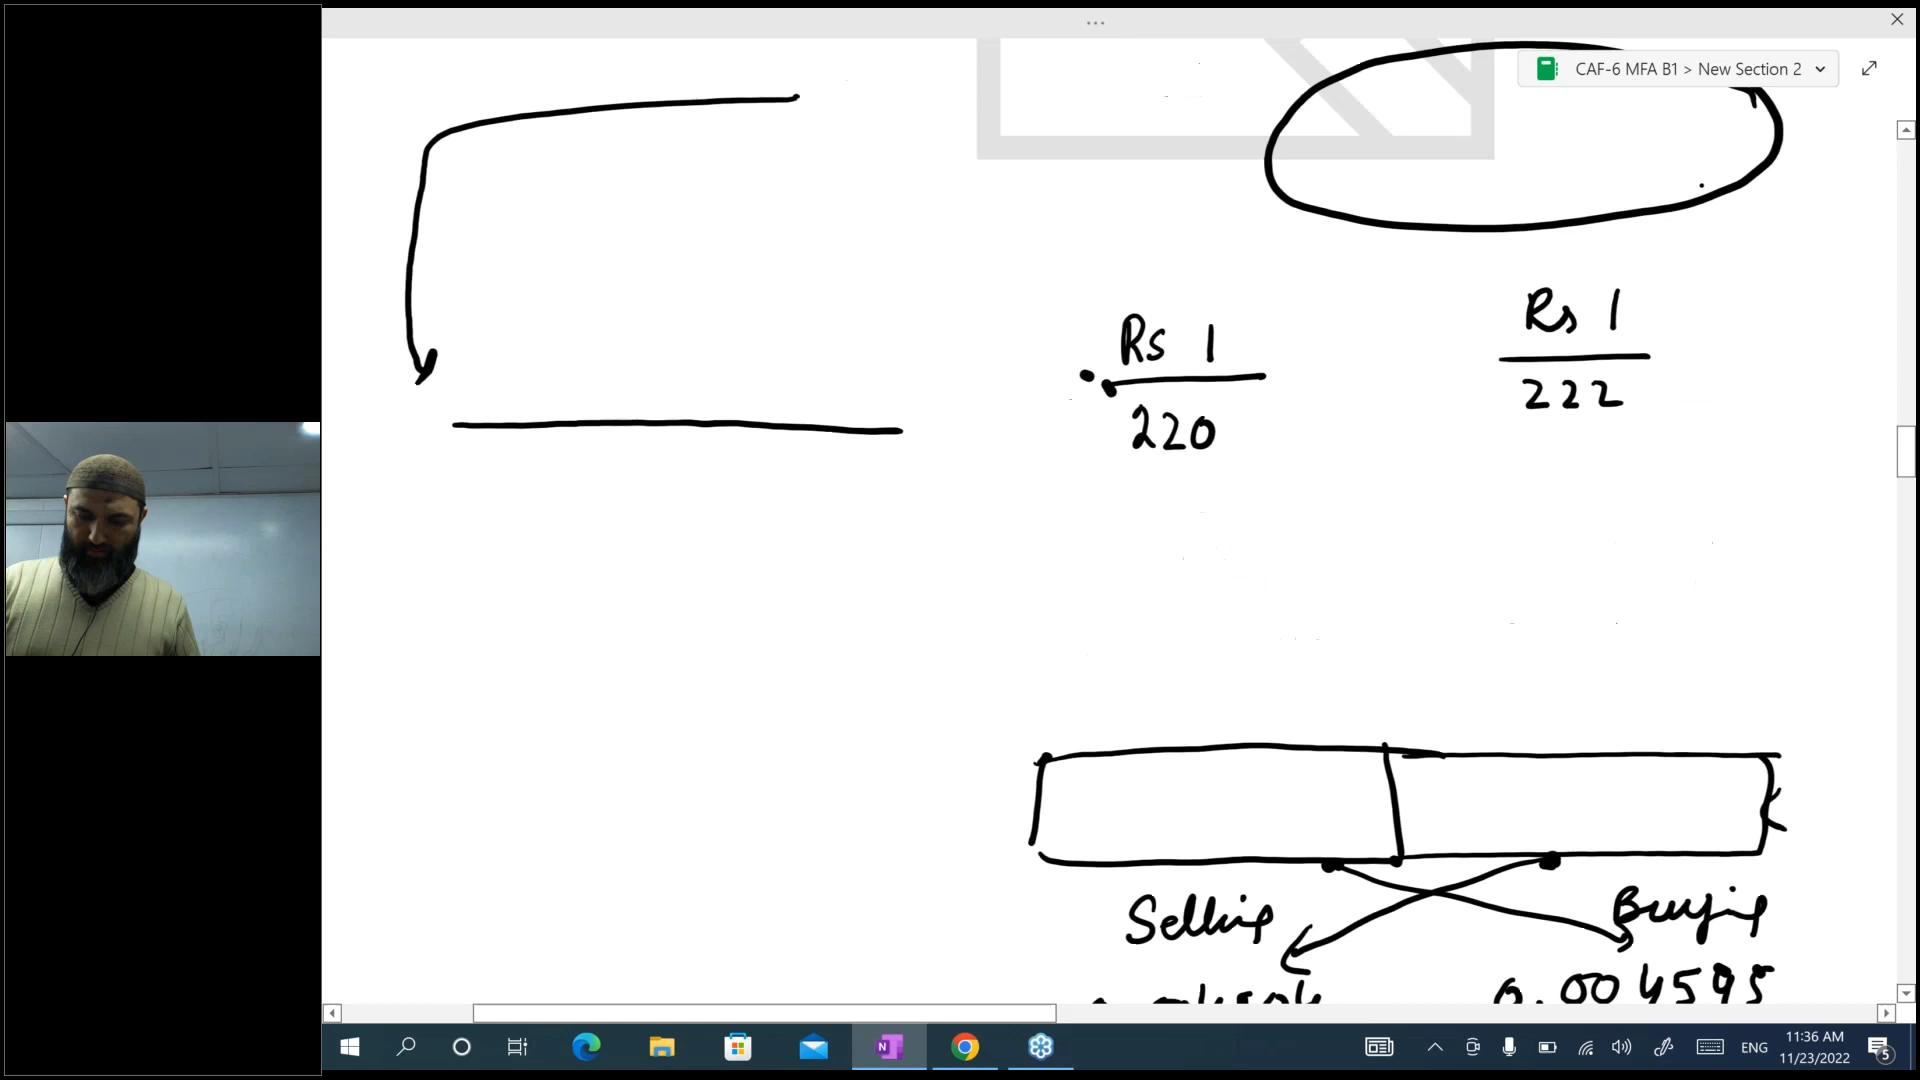 CAF-6 MFA B1 > New Section 2
Rs 1
220
Rs 1
222
Selling
Buying
0.004595
ENG
11:36 AM
11/23/2022
5